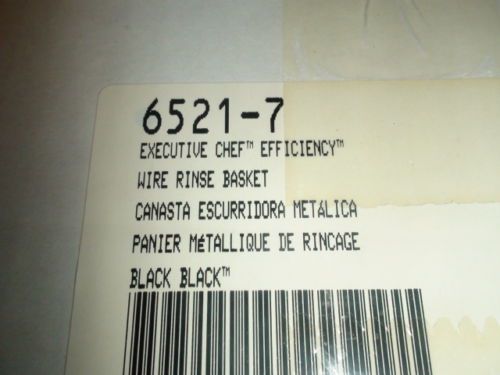 6521-7
EXECUTIVE CHEF™ EFFICIENCY™
WIRE RINSE BASKET
CANASTA ESCURRIDORA METÁLICA
PANIER MÉTALLIQUE DE RINCAGE
BLACK BLACK™